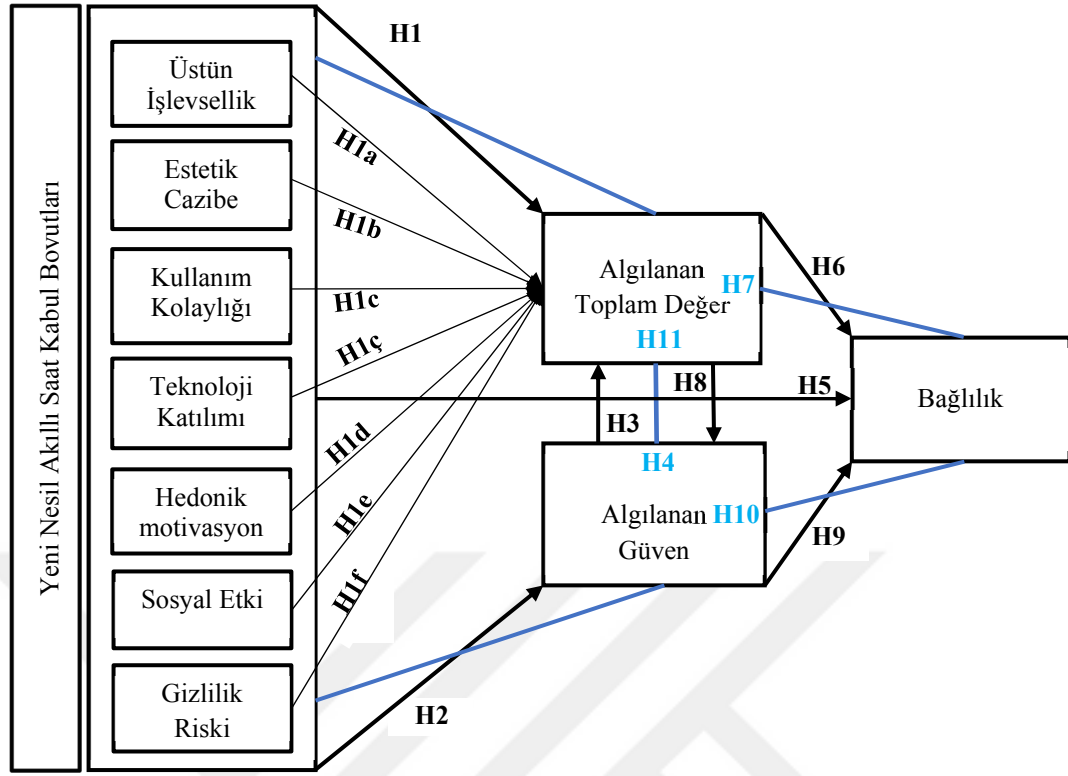 Yeni Nesil Akıllı Saat Kabul Bovutları
Üstün
İşlevsellik
Estetik
Cazibe
Kullanım
Kolaylığı
Teknoloji
Katılımı
Hedonik
motivasyon
Sosyal Etki
Gizlilik
Riski
H1
H1a
H1b
H1c
H1ç
H1d
H1e
H1f
H2
Algılanan
Toplam Değer
H7
H11
H3
H8
H4
Algılanan
Güven
H10
H6
H5
H9
Bağlılık